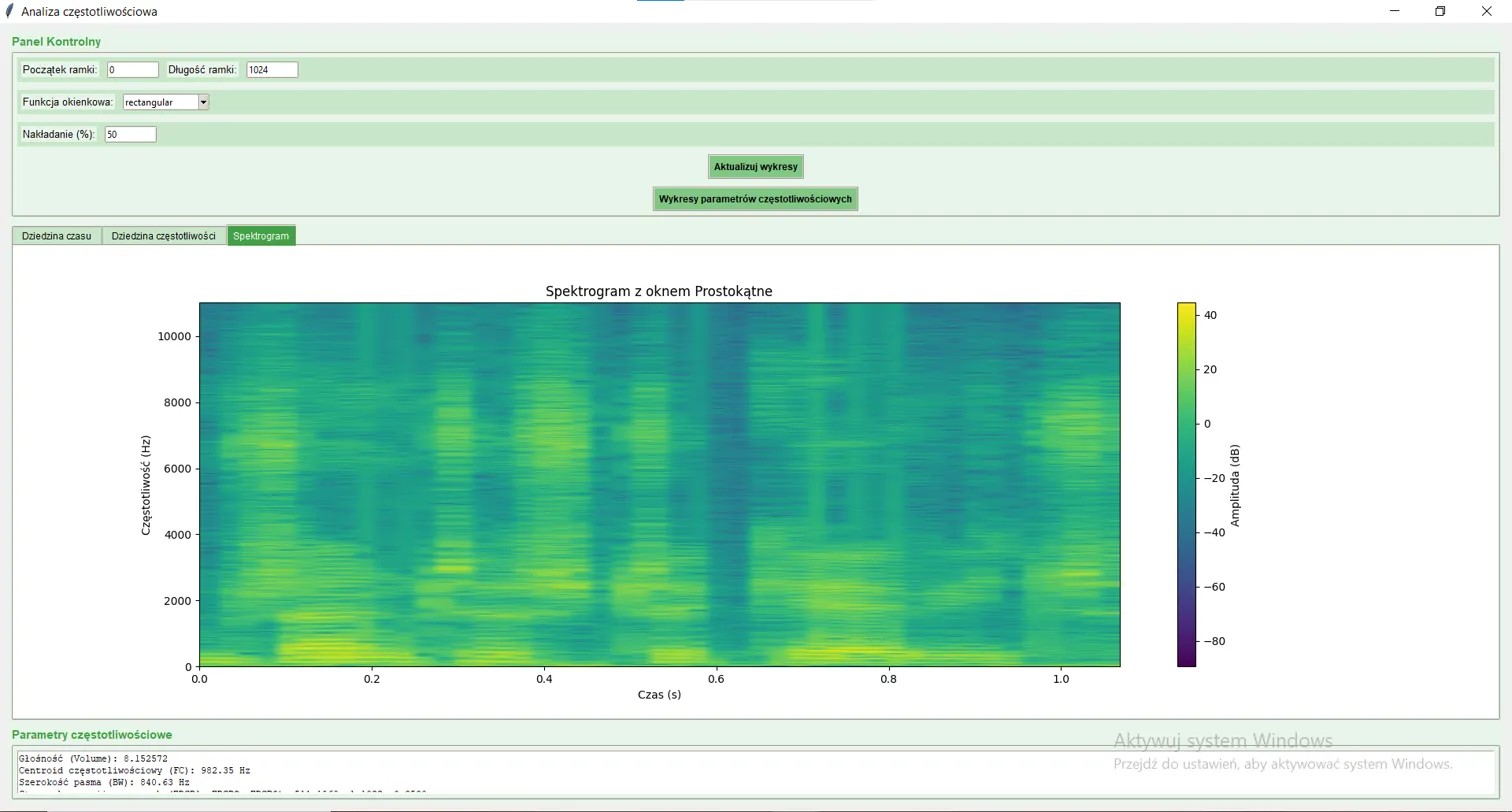 Analiza częstotliwościowa
Panel Kontrolny
Początek ramki: 0 Długość ramki: 1024
Funkcja okienkowa: rectangular
Nakładanie (%): 50
Aktualizuj wykresy
Wykresy parametrów częstotliwościowych
Dziedzina czasu Dziedzina częstotliwości Spektrogram
Spektrogram z oknem Prostokątne
10000
8000
6000
4000
2000
0
Częstotliwość (Hz)
0.0 0.2 0.4 0.6 0.8 1.0
Czas (s)
40
20
0
−20
−40
−60
−80
Amplituda (dB)
Parametry częstotliwościowe
Głośność (Volume): 8.152572
Centroid częstotliwościowy (FC): 982.35 Hz
Szerokość pasma (BW): 840.63 Hz
Aktywuj system Windows
Przejdź do ustawień, aby aktywować system Windows.